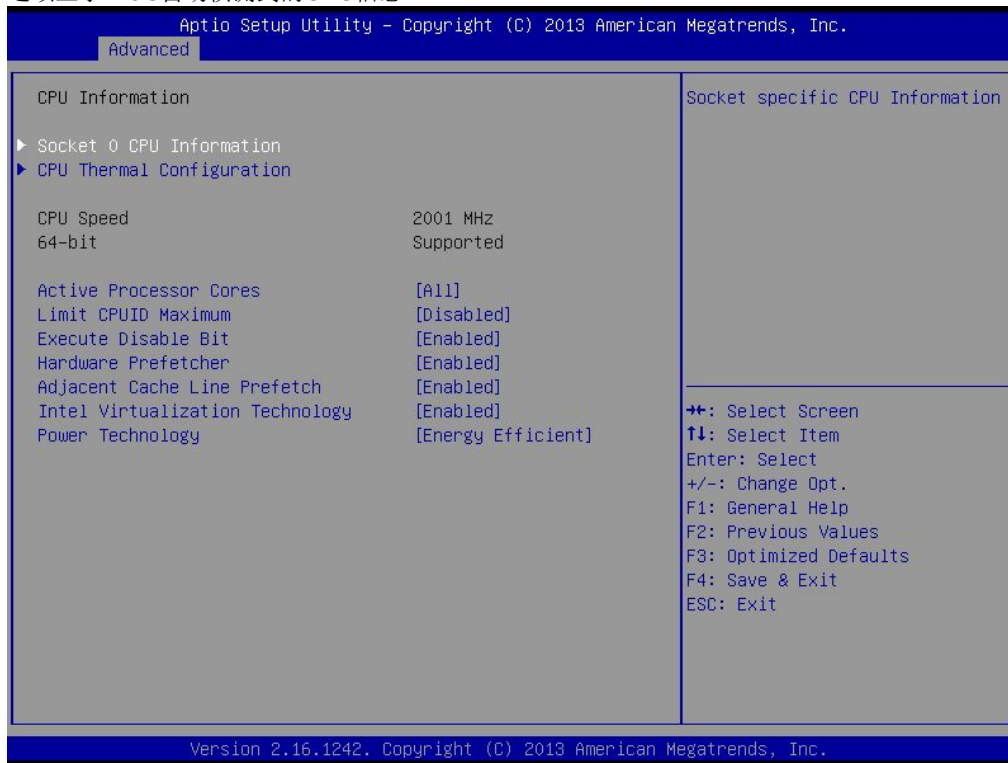 Aptio Setup Utility – Copyright (C) 2013 American Megatrends, Inc.
Advanced
CPU Information
Socket 0 CPU Information
CPU Thermal Configuration
CPU Speed 2001 MHz
64-bit Supported
Active Processor Cores [All]
Limit CPUID Maximum [Disabled]
Execute Disable Bit [Enabled]
Hardware Prefetcher [Enabled]
Adjacent Cache Line Prefetch [Enabled]
Intel Virtualization Technology [Enabled]
Power Technology [Energy Efficient]
Socket specific CPU Information
→←: Select Screen
↑↓: Select Item
Enter: Select
+/-: Change Opt.
F1: General Help
F2: Previous Values
F3: Optimized Defaults
F4: Save & Exit
ESC: Exit
Version 2.16.1242. Copyright (C) 2013 American Megatrends, Inc.